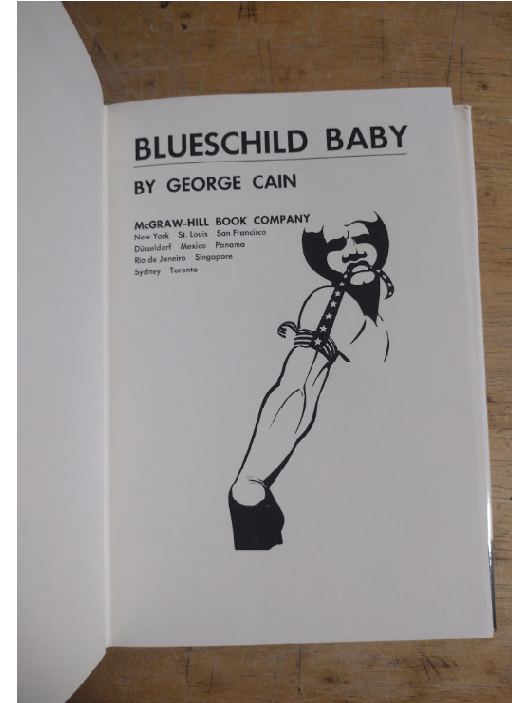 BLUESCHILD BABY
BY GEORGE CAIN
McGRAW-HILL BOOK COMPANY
New York St. Louis San Francisco
Düsseldorf Mexico Panama
Rio de Janeiro Singapore
Sydney Toronto